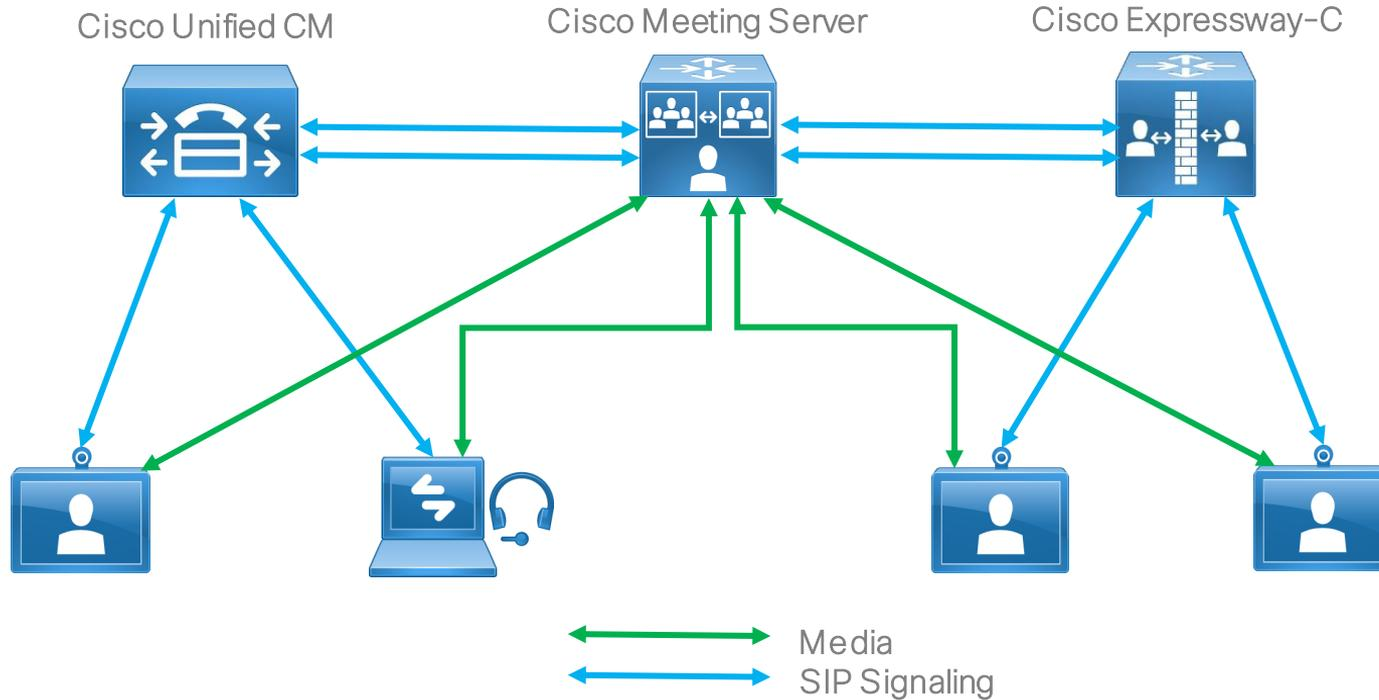 Cisco Unified CM
Cisco Meeting Server
Cisco Expressway-C
Media
SIP Signaling